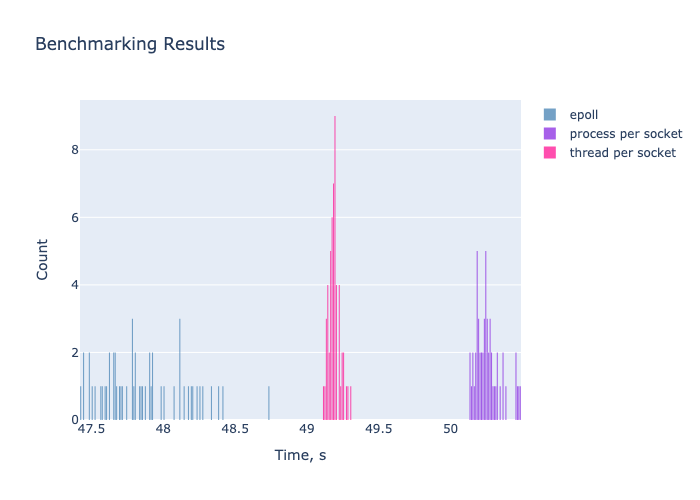 Benchmarking Results
epoll
process per socket
thread per socket
8
6
4
2
0
Count
47.5 48 48.5 49 49.5 50
Time, s